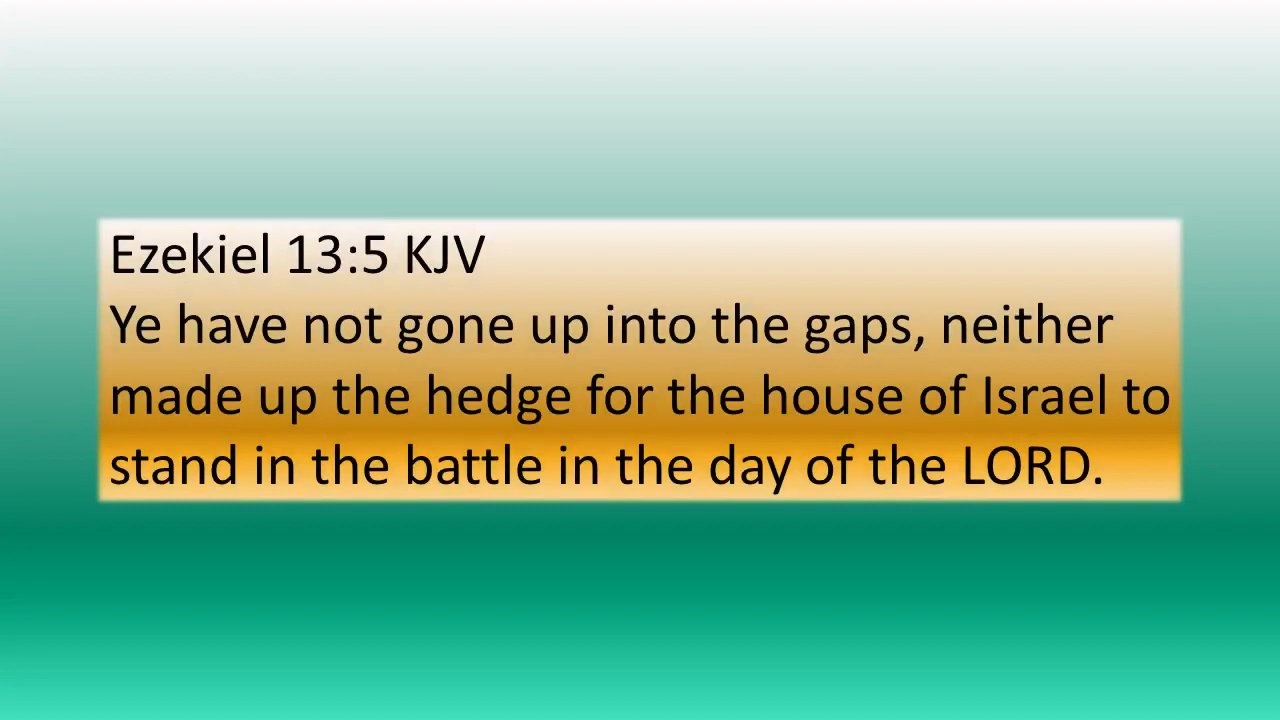 Ezekiel 13:5 KJV
Ye have not gone up into the gaps, neither
made up the hedge for the house of Israel to
stand in the battle in the day of the LORD.